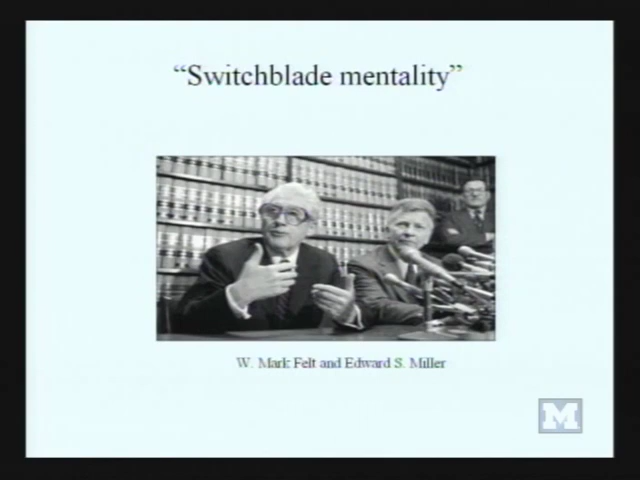 “Switchblade mentality”
W. Mark Felt and Edward S. Miller
M